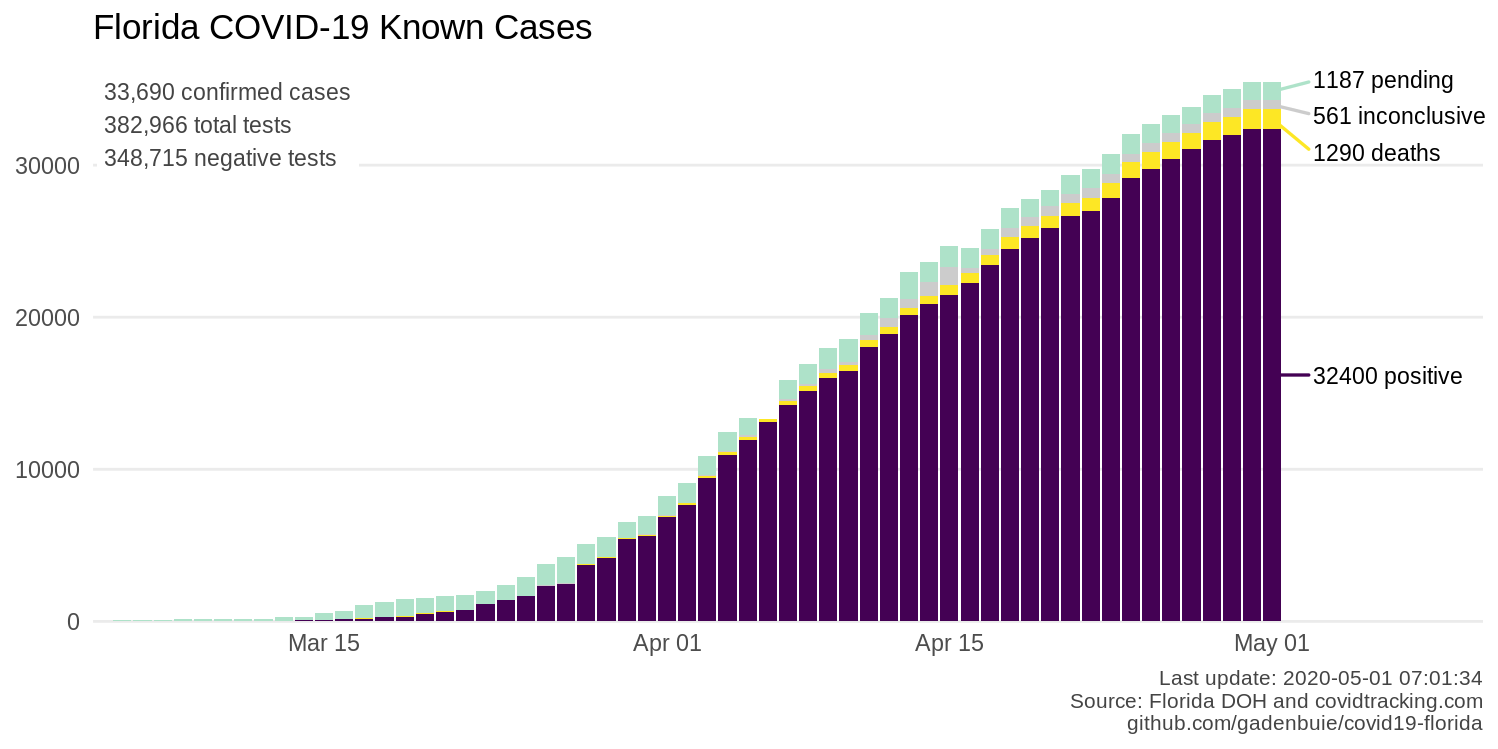 Florida COVID-19 Known Cases
33,690 confirmed cases
382,966 total tests
348,715 negative tests
1187 pending
561 inconclusive
1290 deaths
32400 positive
30000
20000
10000
0
Mar 15
Apr 01
Apr 15
May 01
Last update: 2020-05-01 07:01:34
Source: Florida DOH and covidtracking.com
github.com/gadenbuie/covid19-florida